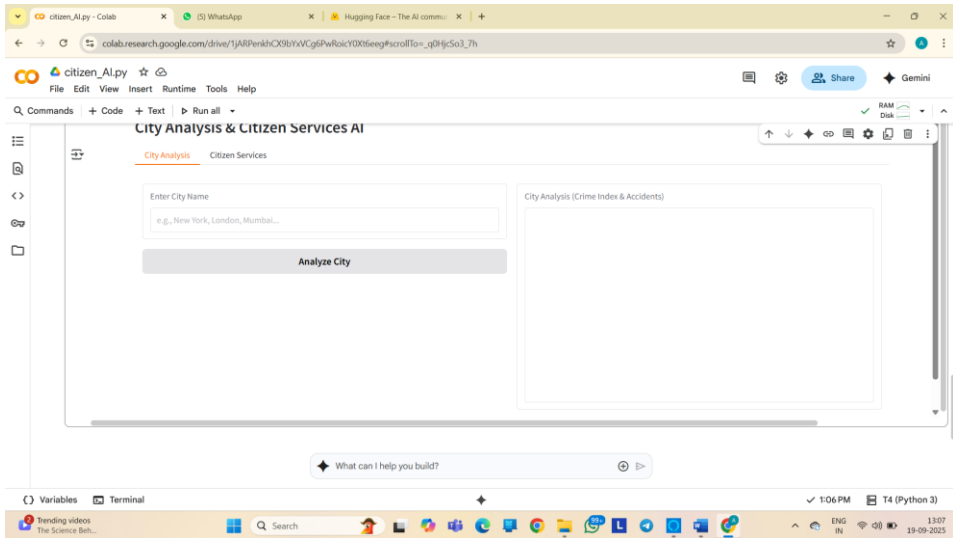 citizen_AI.py - Colab
(5) WhatsApp
Hugging Face – The AI commu
colab.research.google.com/drive/1jARPenkhCX9bYxVCg6PwRoicY0Xt6eeg#scrollTo=_q0HjcSo3_7h
A
citizen_AI.py
Share
Gemini
File Edit View Insert Runtime Tools Help
Commands + Code + Text Run all
RAM
Disk
City Analysis & Citizen Services AI
City Analysis Citizen Services
Enter City Name
e.g., New York, London, Mumbai...
Analyze City
City Analysis (Crime Index & Accidents)
What can I help you build?
Variables Terminal
1:06 PM T4 (Python 3)
Trending videos
The Science Beh...
Search
99+
L
ENG
IN
13:07
19-09-2025